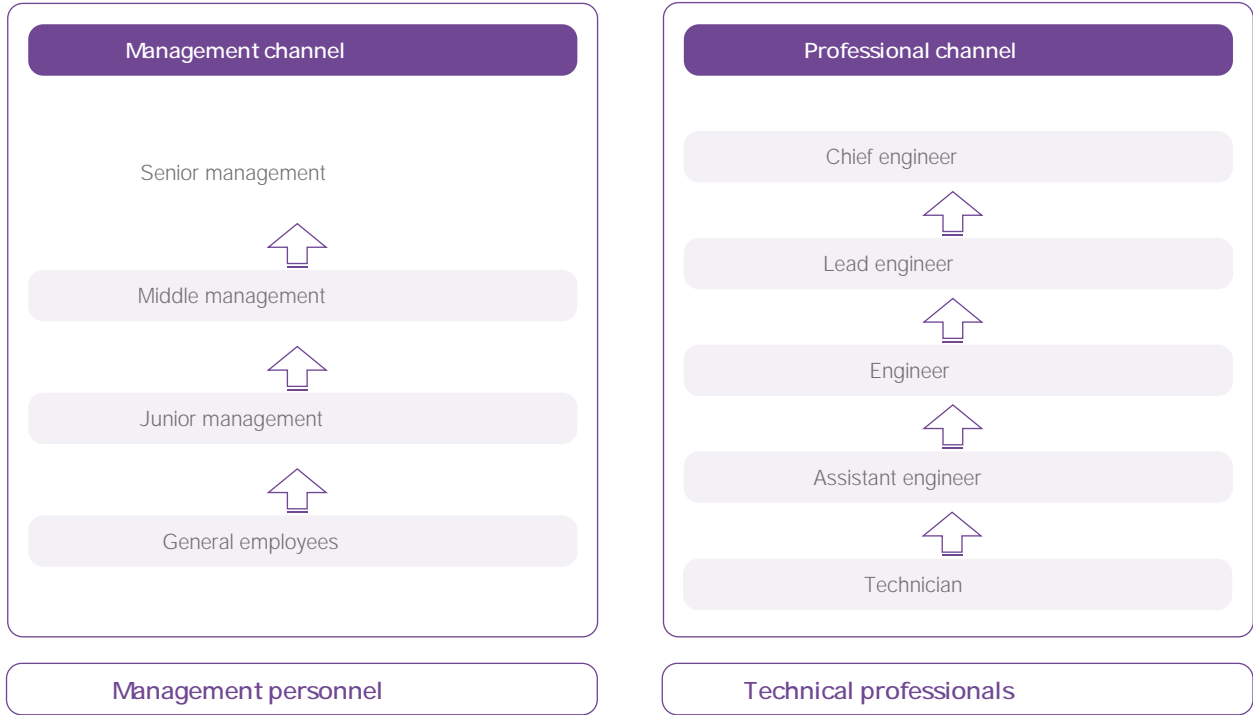 Management channel
Senior management
Middle management
Junior management
General employees
Management personnel
Professional channel
Chief engineer
Lead engineer
Engineer
Assistant engineer
Technician
Technical professionals